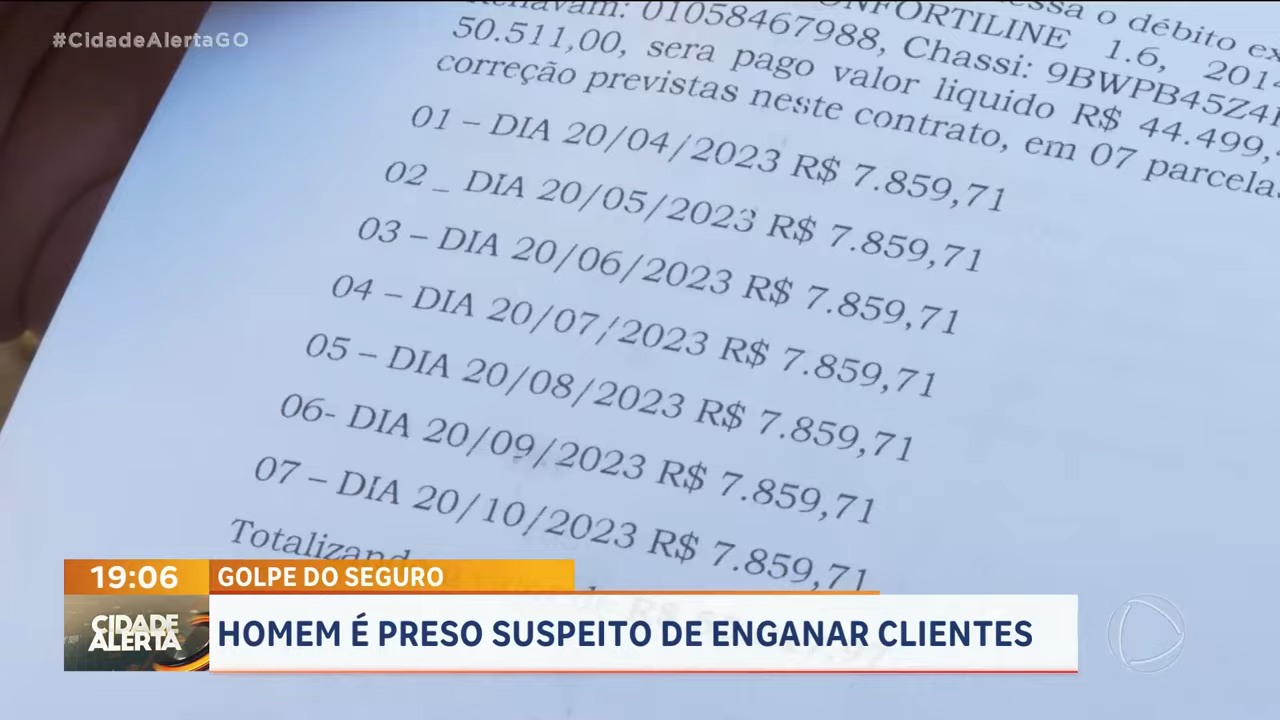 #CidadeAlertaGO
o débito
CONFORTILINE 1.6,
Renavam: 01058467988, Chassi: 9BWPB45Z4
50.511,00, sera pago valor liquido R$ 44.499,
correção previstas neste contrato, em 07 parcelas
01 – DIA 20/04/2023 R$ 7.859,71
02 _ DIA 20/05/2023 R$ 7.859,71
03 – DIA 20/06/2023 R$ 7.859,71
04 – DIA 20/07/2023 R$ 7.859,71
05 – DIA 20/08/2023 R$ 7.859,71
06- DIA 20/09/2023 R$ 7.859,71
07 – DIA 20/10/2023 R$ 7.859,71
19:06 GOLPE DO SEGURO
CIDADE ALERTA
HOMEM É PRESO SUSPEITO DE ENGANAR CLIENTES